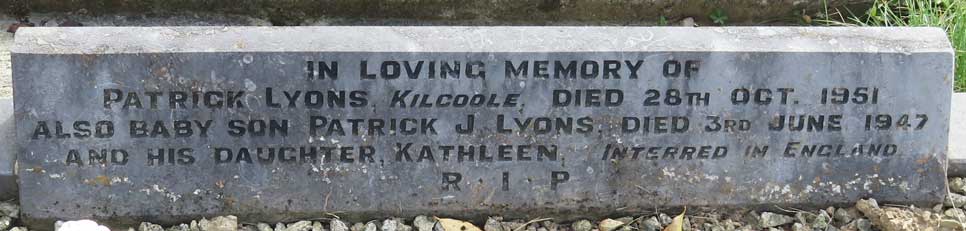 IN LOVING MEMORY OF
PATRICK LYONS, KILCOOLE, DIED 28TH OCT. 1951
ALSO BABY SON PATRICK J LYONS, DIED 3RD JUNE 1947
AND HIS DAUGHTER, KATHLEEN, INTERRED IN ENGLAND.
R · I · P